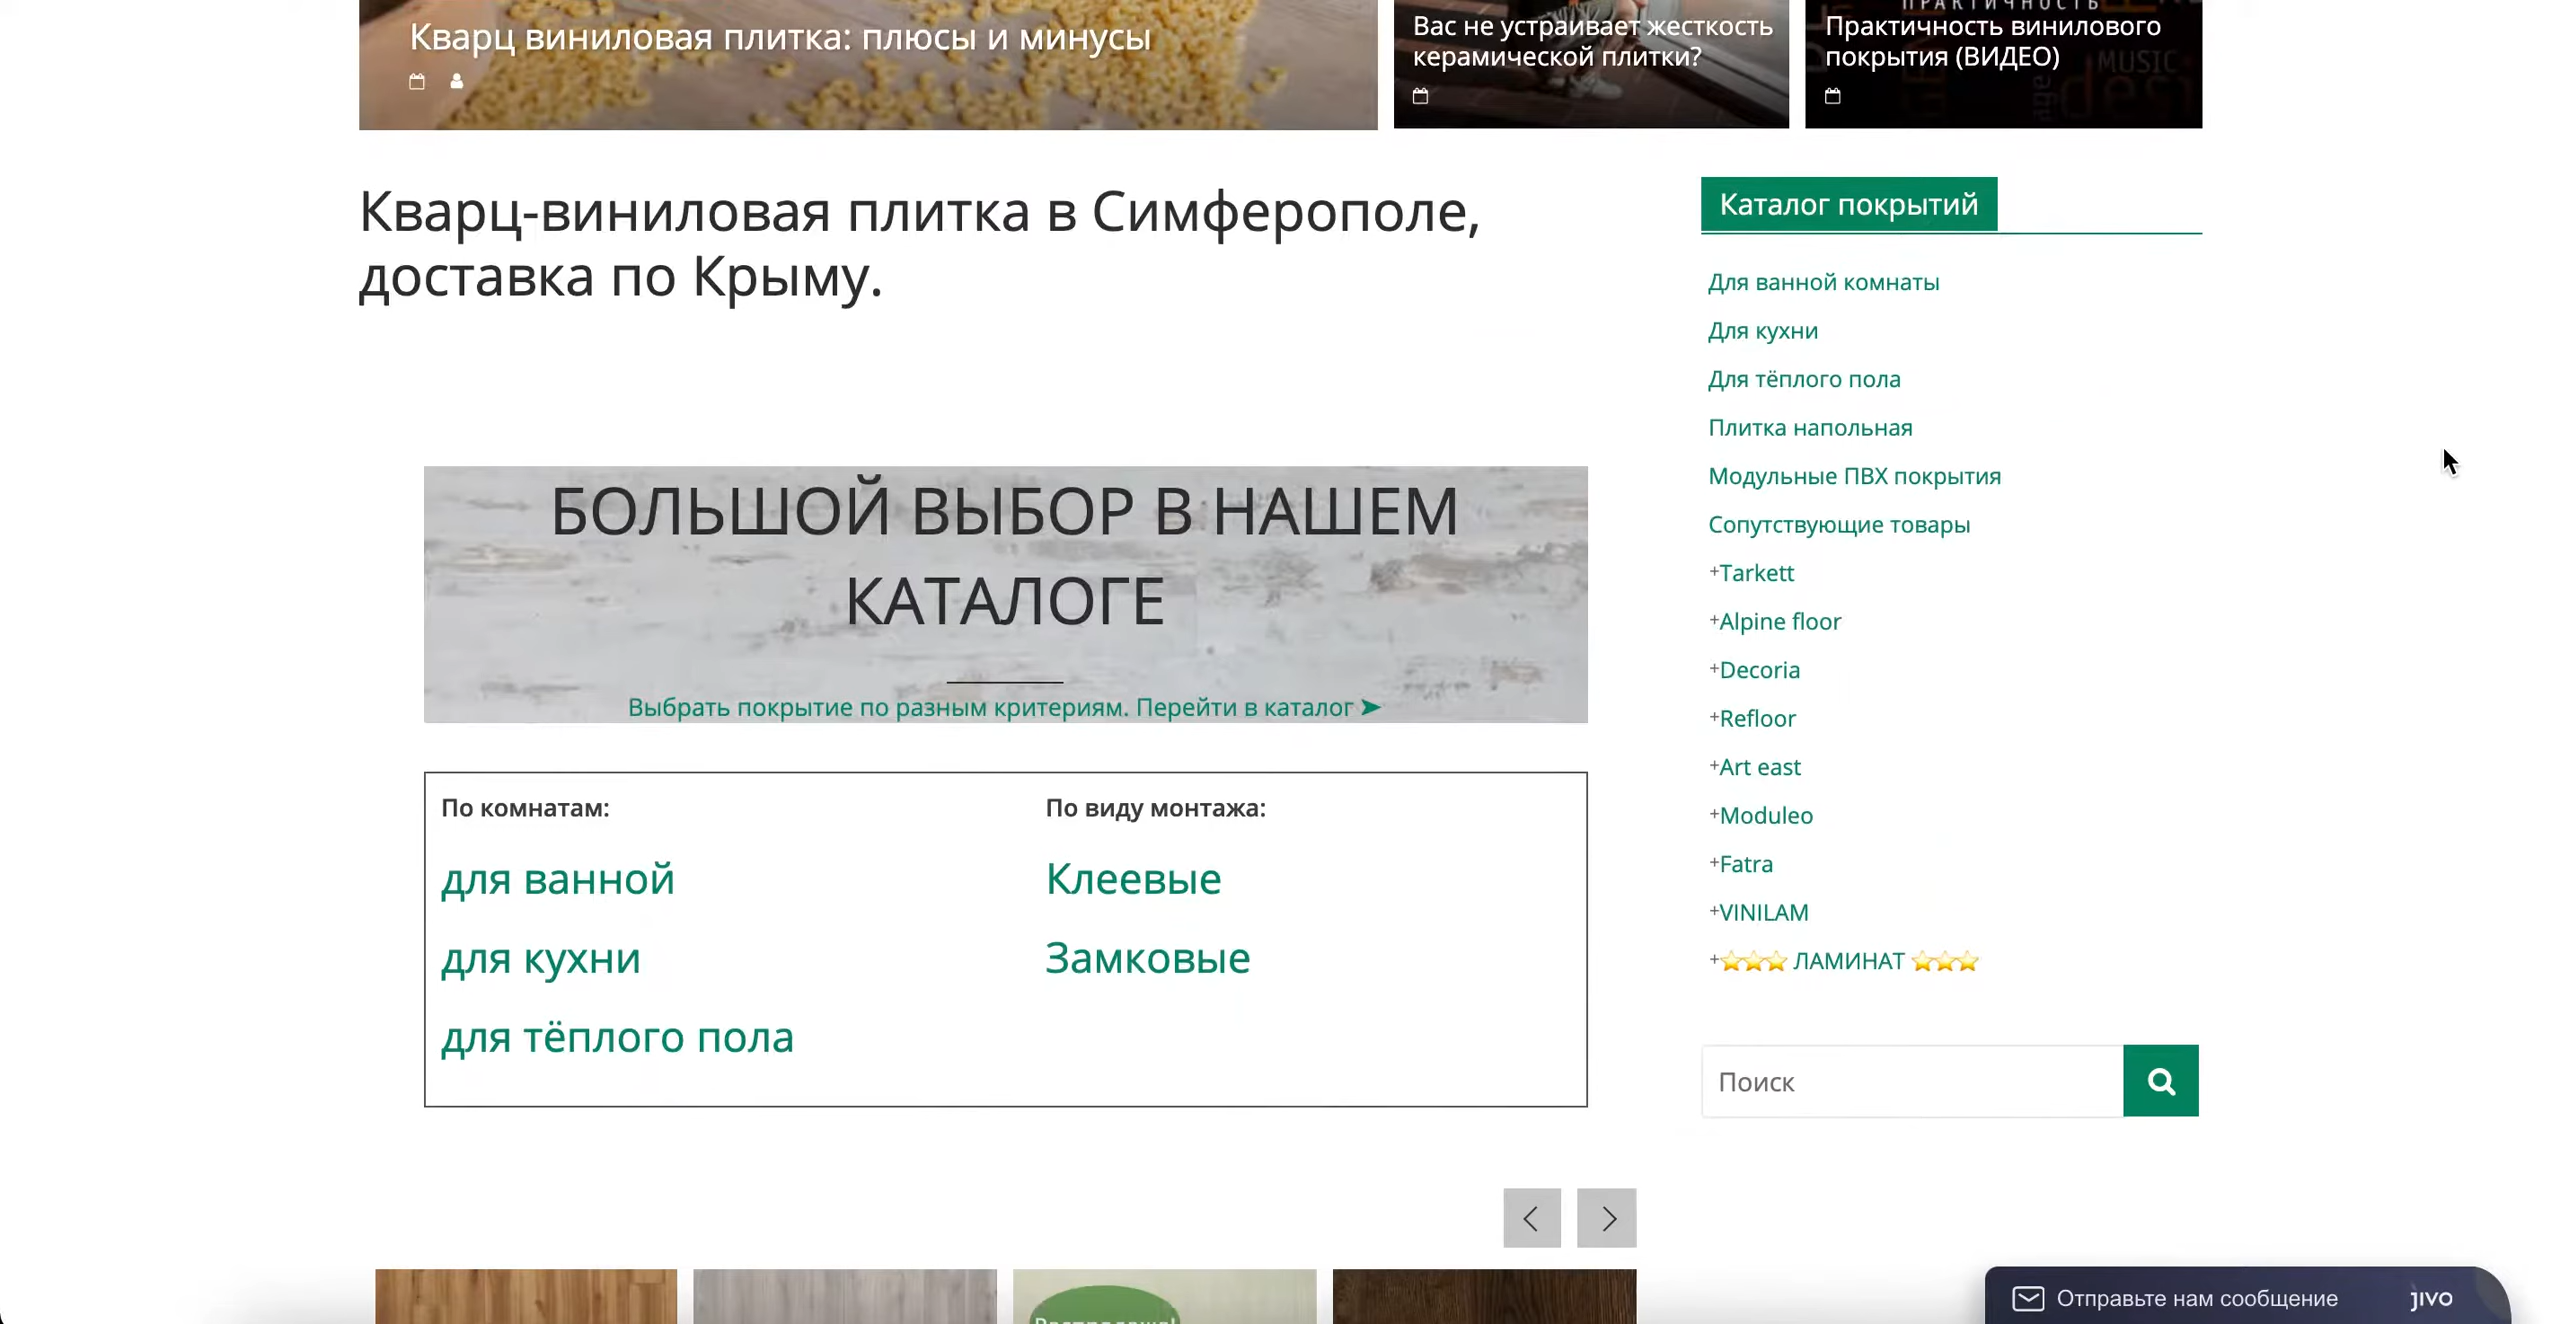 Кварц виниловая плитка: плюсы и минусы
Вас не устраивает жесткость
керамической плитки?
ПРАКТИЧНОСТЬ
Практичность винилового
покрытия (ВИДЕО)
MUSIC
Кварц-виниловая плитка в Симферополе,
доставка по Крыму.
БОЛЬШОЙ ВЫБОР В НАШЕМ
КАТАЛОГЕ
Выбрать покрытие по разным критериям. Перейти в каталог ➤
По комнатам:
для ванной
для кухни
для тёплого пола
По виду монтажа:
Клеевые
Замковые
Каталог покрытий
Для ванной комнаты
Для кухни
Для тёплого пола
Плитка напольная
Модульные ПВХ покрытия
Сопутствующие товары
+Tarkett
+Alpine floor
+Decoria
+Refloor
+Art east
+Moduleo
+Fatra
+VINILAM
+⭐⭐⭐ ЛАМИНАТ ⭐⭐⭐
Поиск
Распродажа!
Отправьте нам сообщение jivo